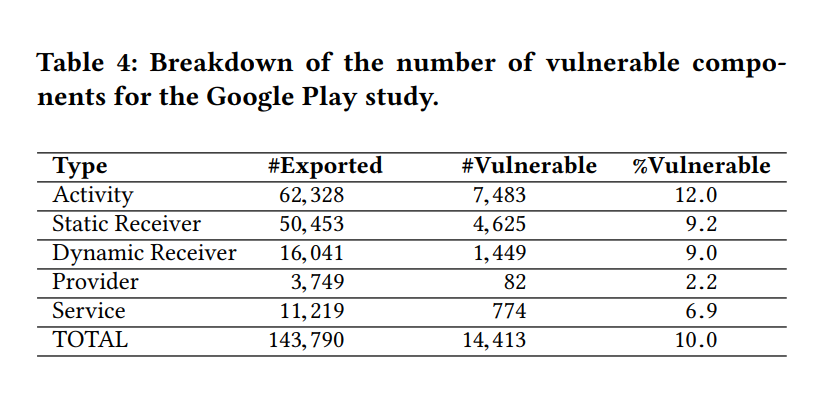 Table 4: Breakdown of the number of vulnerable compo-
nents for the Google Play study.
Type #Exported #Vulnerable %Vulnerable
Activity 62,328 7,483 12.0
Static Receiver 50,453 4,625 9.2
Dynamic Receiver 16,041 1,449 9.0
Provider 3,749 82 2.2
Service 11,219 774 6.9
TOTAL 143,790 14,413 10.0